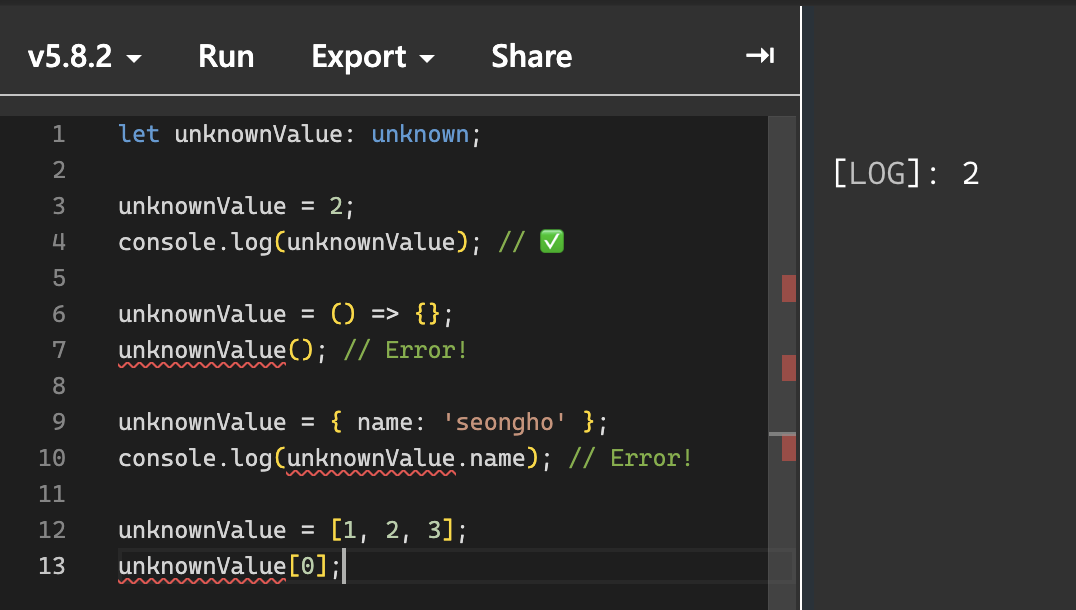 v5.8.2 Run Export Share
1 let unknownValue: unknown;
2
3 unknownValue = 2;
4 console.log(unknownValue); // ✅
5
6 unknownValue = () => {};
7 unknownValue(); // Error!
8
9 unknownValue = { name: 'seongho' };
10 console.log(unknownValue.name); // Error!
11
12 unknownValue = [1, 2, 3];
13 unknownValue[0];
[LOG]: 2